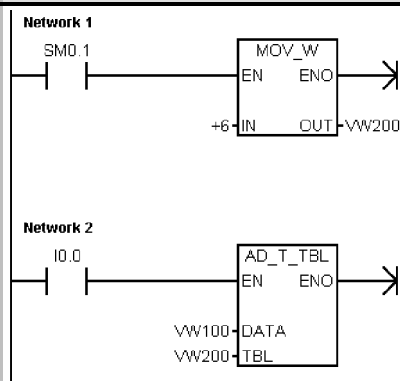 Network 1
SM0.1
MOV_W
EN ENO
+6 IN OUT VW200
Network 2
I0.0
AD_T_TBL
EN ENO
VW100 DATA
VW200 TBL